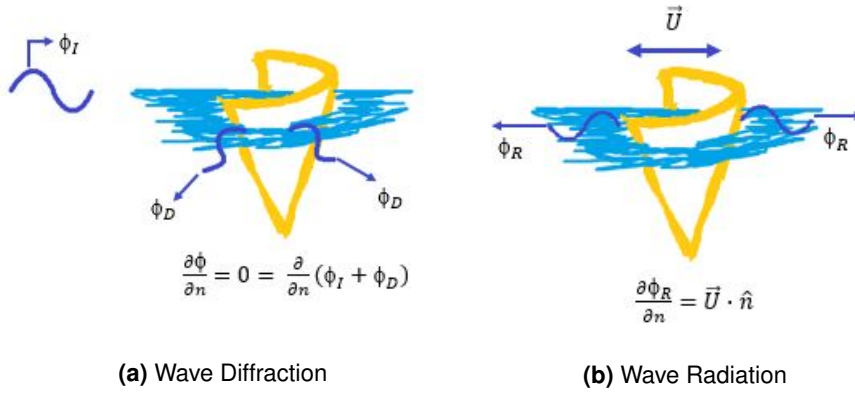 ϕ_I
ϕ_D
ϕ_D
∂ϕ/∂n = 0 = ∂/∂n (ϕ_I + ϕ_D)
(a) Wave Diffraction
U⃗
ϕ_R
ϕ_R
∂ϕ_R/∂n = U⃗ · n̂
(b) Wave Radiation